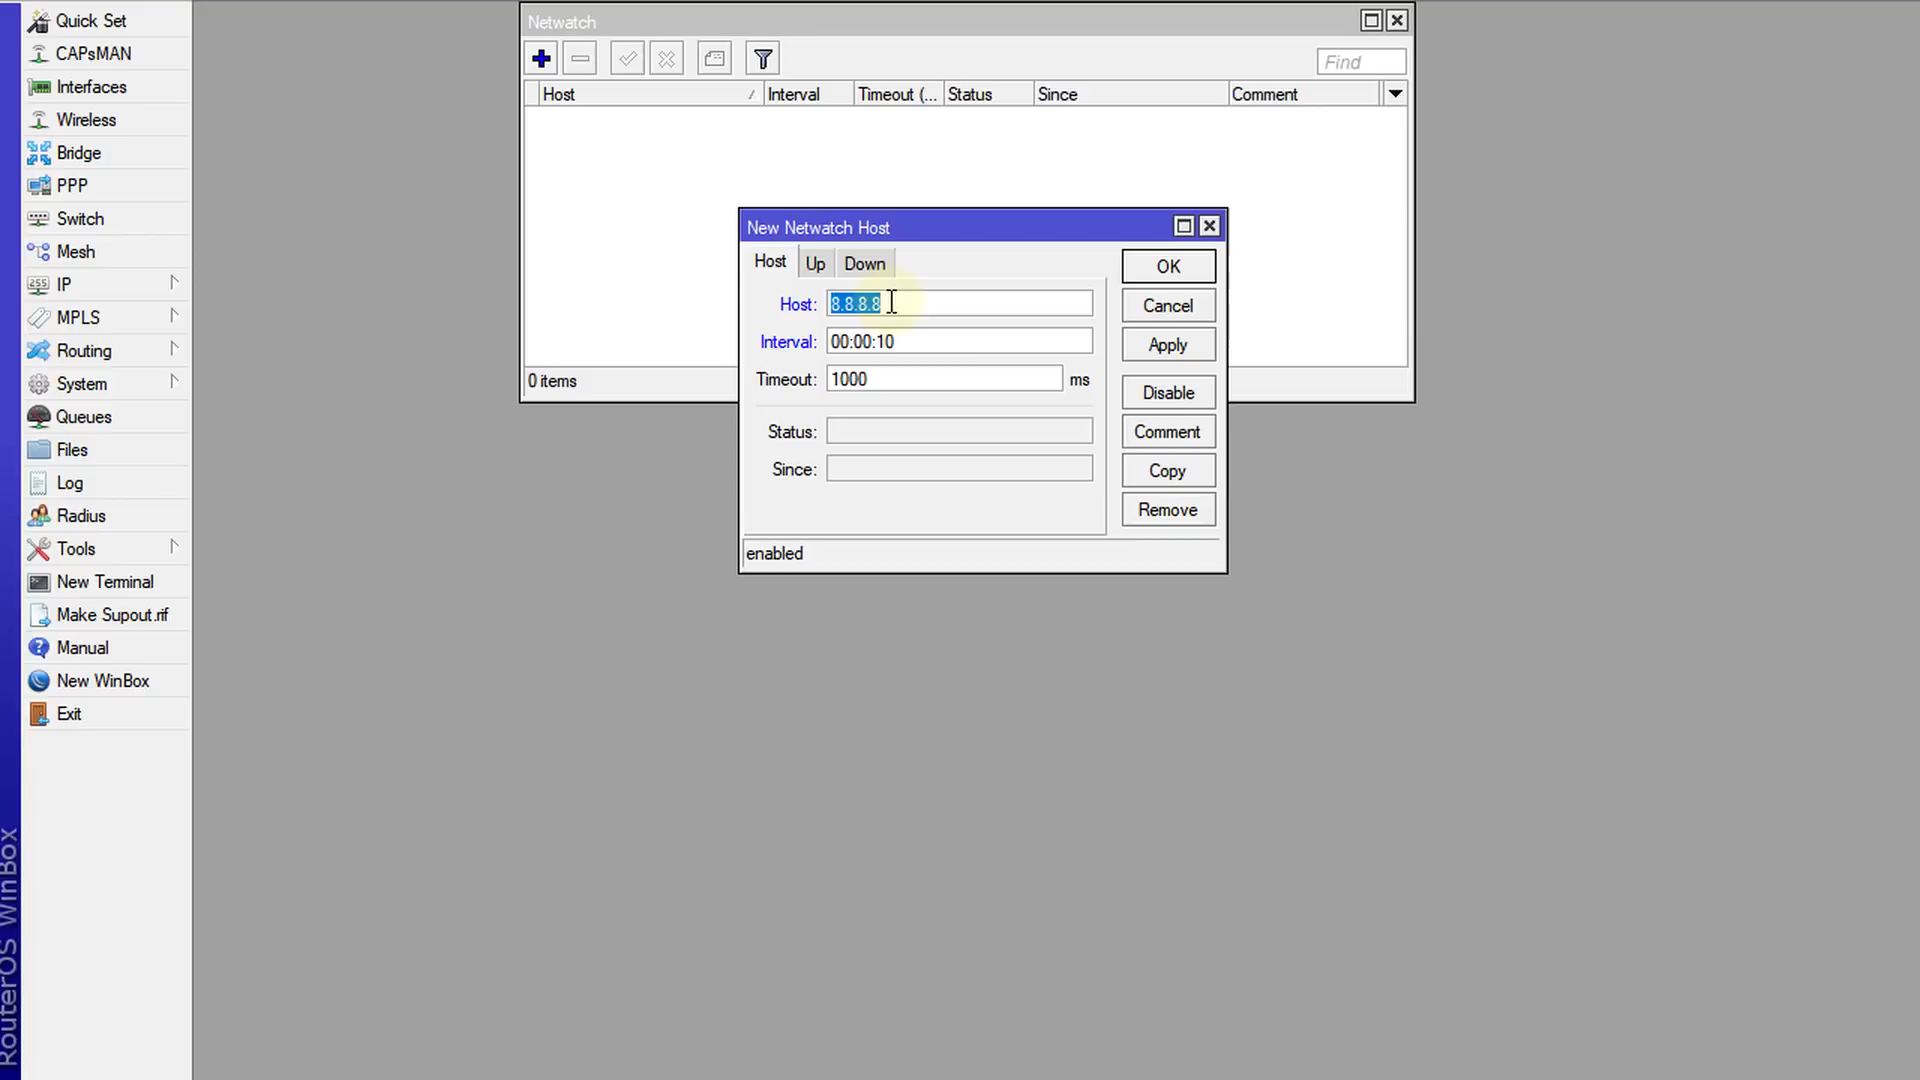 Quick Set
CAPsMAN
Interfaces
Wireless
Bridge
PPP
Switch
Mesh
255 IP
MPLS
Routing
System
Queues
Files
Log
Radius
Tools
New Terminal
Make Supout.rif
Manual
New WinBox
Exit
RouterOS WinBox
Netwatch
Find
Host Interval Timeout (... Status Since Comment
0 items
New Netwatch Host
Host Up Down
Host: 8.8.8.8
Interval: 00:00:10
Timeout: 1000 ms
Status:
Since:
enabled
OK
Cancel
Apply
Disable
Comment
Copy
Remove